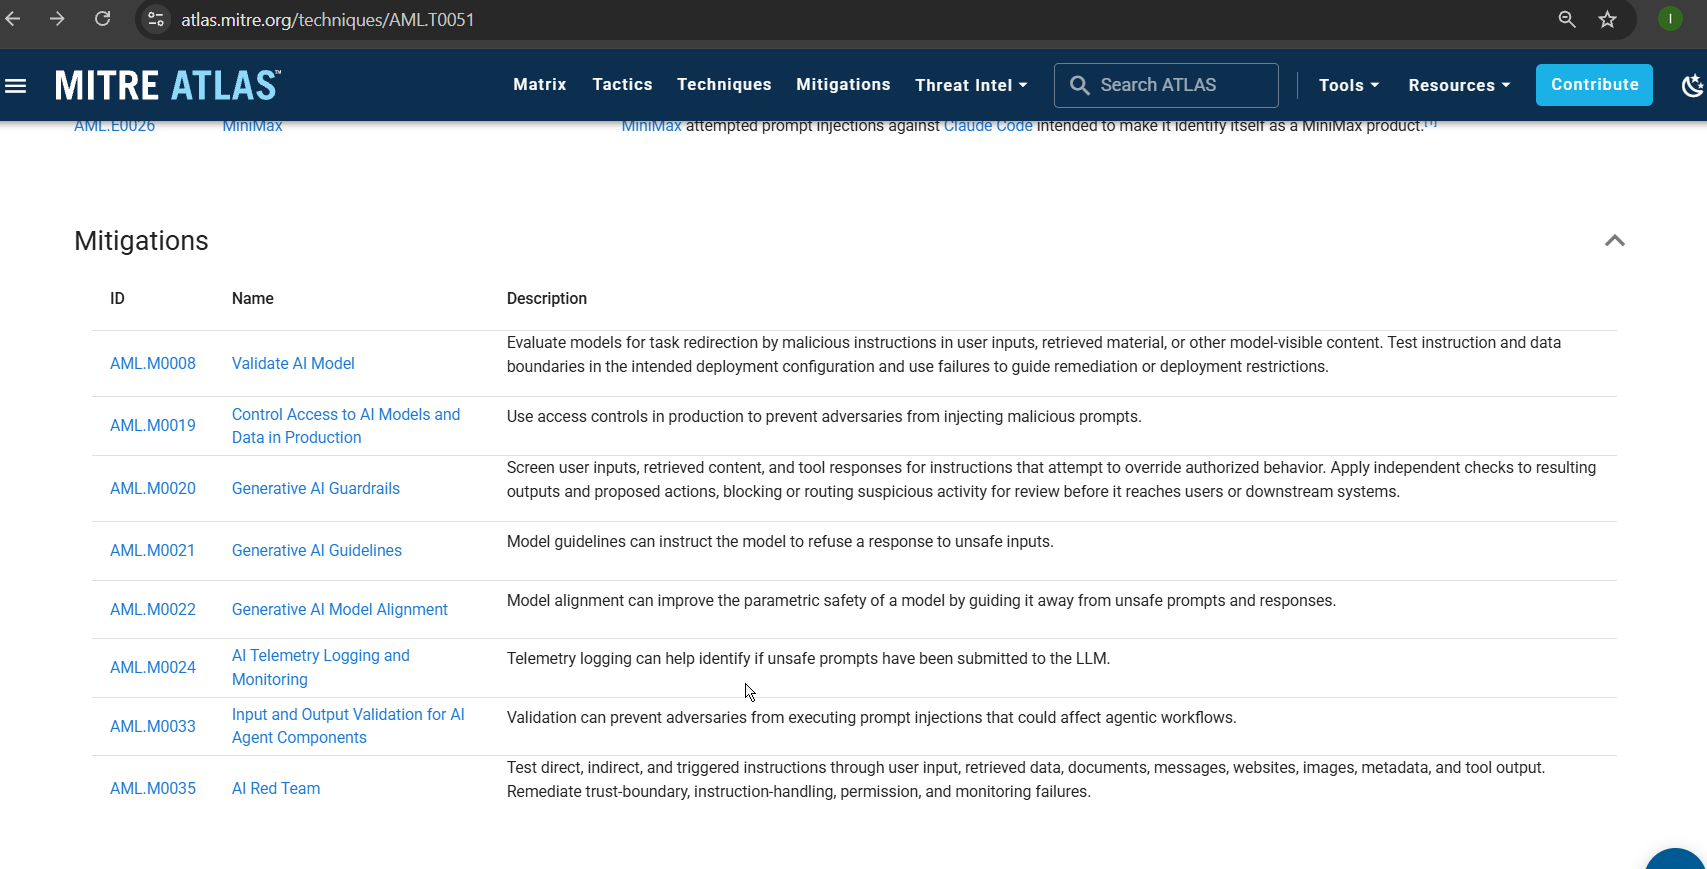 atlas.mitre.org/techniques/AML.T0051
I
MITRE ATLAS™
Matrix Tactics Techniques Mitigations Threat Intel Search ATLAS Tools Resources Contribute
AML.E0026 MiniMax MiniMax attempted prompt injections against Claude Code intended to make it identify itself as a MiniMax product.[1]
Mitigations
ID Name Description
AML.M0008 Validate AI Model
Evaluate models for task redirection by malicious instructions in user inputs, retrieved material, or other model-visible content. Test instruction and data
boundaries in the intended deployment configuration and use failures to guide remediation or deployment restrictions.
AML.M0019
Control Access to AI Models and
Data in Production
Use access controls in production to prevent adversaries from injecting malicious prompts.
AML.M0020 Generative AI Guardrails
Screen user inputs, retrieved content, and tool responses for instructions that attempt to override authorized behavior. Apply independent checks to resulting
outputs and proposed actions, blocking or routing suspicious activity for review before it reaches users or downstream systems.
AML.M0021 Generative AI Guidelines Model guidelines can instruct the model to refuse a response to unsafe inputs.
AML.M0022 Generative AI Model Alignment Model alignment can improve the parametric safety of a model by guiding it away from unsafe prompts and responses.
AML.M0024
AI Telemetry Logging and
Monitoring
Telemetry logging can help identify if unsafe prompts have been submitted to the LLM.
AML.M0033
Input and Output Validation for AI
Agent Components
Validation can prevent adversaries from executing prompt injections that could affect agentic workflows.
AML.M0035 AI Red Team
Test direct, indirect, and triggered instructions through user input, retrieved data, documents, messages, websites, images, metadata, and tool output.
Remediate trust-boundary, instruction-handling, permission, and monitoring failures.